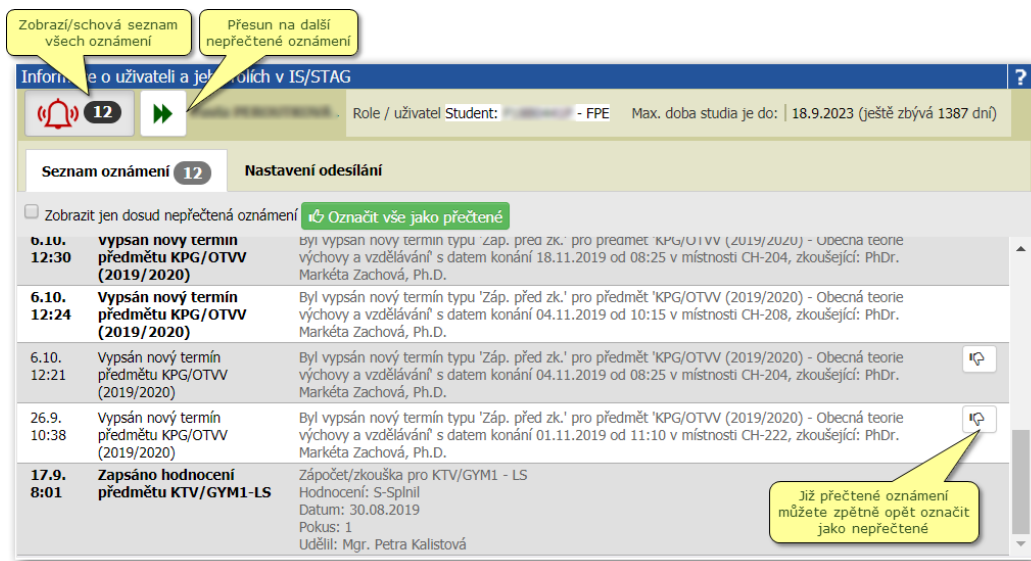 Zobrazí/schová seznam
všech oznámení
Přesun na další
nepřečtené oznámení
Informace o uživateli a jeho rolích v IS/STAG
?
12
Role / uživatel Student: - FPE Max. doba studia je do: 18.9.2023 (ještě zbývá 1387 dní)
Seznam oznámení 12 Nastavení odesílání
Zobrazit jen dosud nepřečtená oznámení Označit vše jako přečtené
6.10. Vypsán nový termín Byl vypsán nový termín typu 'Záp. před zk.' pro předmět 'KPG/OTVV (2019/2020) - Obecná teorie
12:30 předmětu KPG/OTVV výchovy a vzdělávání' s datem konání 18.11.2019 od 08:25 v místnosti CH-204, zkoušející: PhDr.
(2019/2020) Markéta Zachová, Ph.D.
6.10. Vypsán nový termín Byl vypsán nový termín typu 'Záp. před zk.' pro předmět 'KPG/OTVV (2019/2020) - Obecná teorie
12:24 předmětu KPG/OTVV výchovy a vzdělávání' s datem konání 04.11.2019 od 10:15 v místnosti CH-208, zkoušející: PhDr.
(2019/2020) Markéta Zachová, Ph.D.
6.10. Vypsán nový termín Byl vypsán nový termín typu 'Záp. před zk.' pro předmět 'KPG/OTVV (2019/2020) - Obecná teorie
12:21 předmětu KPG/OTVV výchovy a vzdělávání' s datem konání 04.11.2019 od 08:25 v místnosti CH-204, zkoušející: PhDr.
(2019/2020) Markéta Zachová, Ph.D.
26.9. Vypsán nový termín Byl vypsán nový termín typu 'Záp. před zk.' pro předmět 'KPG/OTVV (2019/2020) - Obecná teorie
10:38 předmětu KPG/OTVV výchovy a vzdělávání' s datem konání 01.11.2019 od 11:10 v místnosti CH-222, zkoušející: PhDr.
(2019/2020) Markéta Zachová, Ph.D.
17.9. Zapsáno hodnocení Zápočet/zkouška pro KTV/GYM1 - LS
8:01 předmětu KTV/GYM1-LS Hodnocení: S-Splnil
Datum: 30.08.2019
Pokus: 1
Udělil: Mgr. Petra Kalistová
Již přečtené oznámení
můžete zpětně opět označit
jako nepřečtené